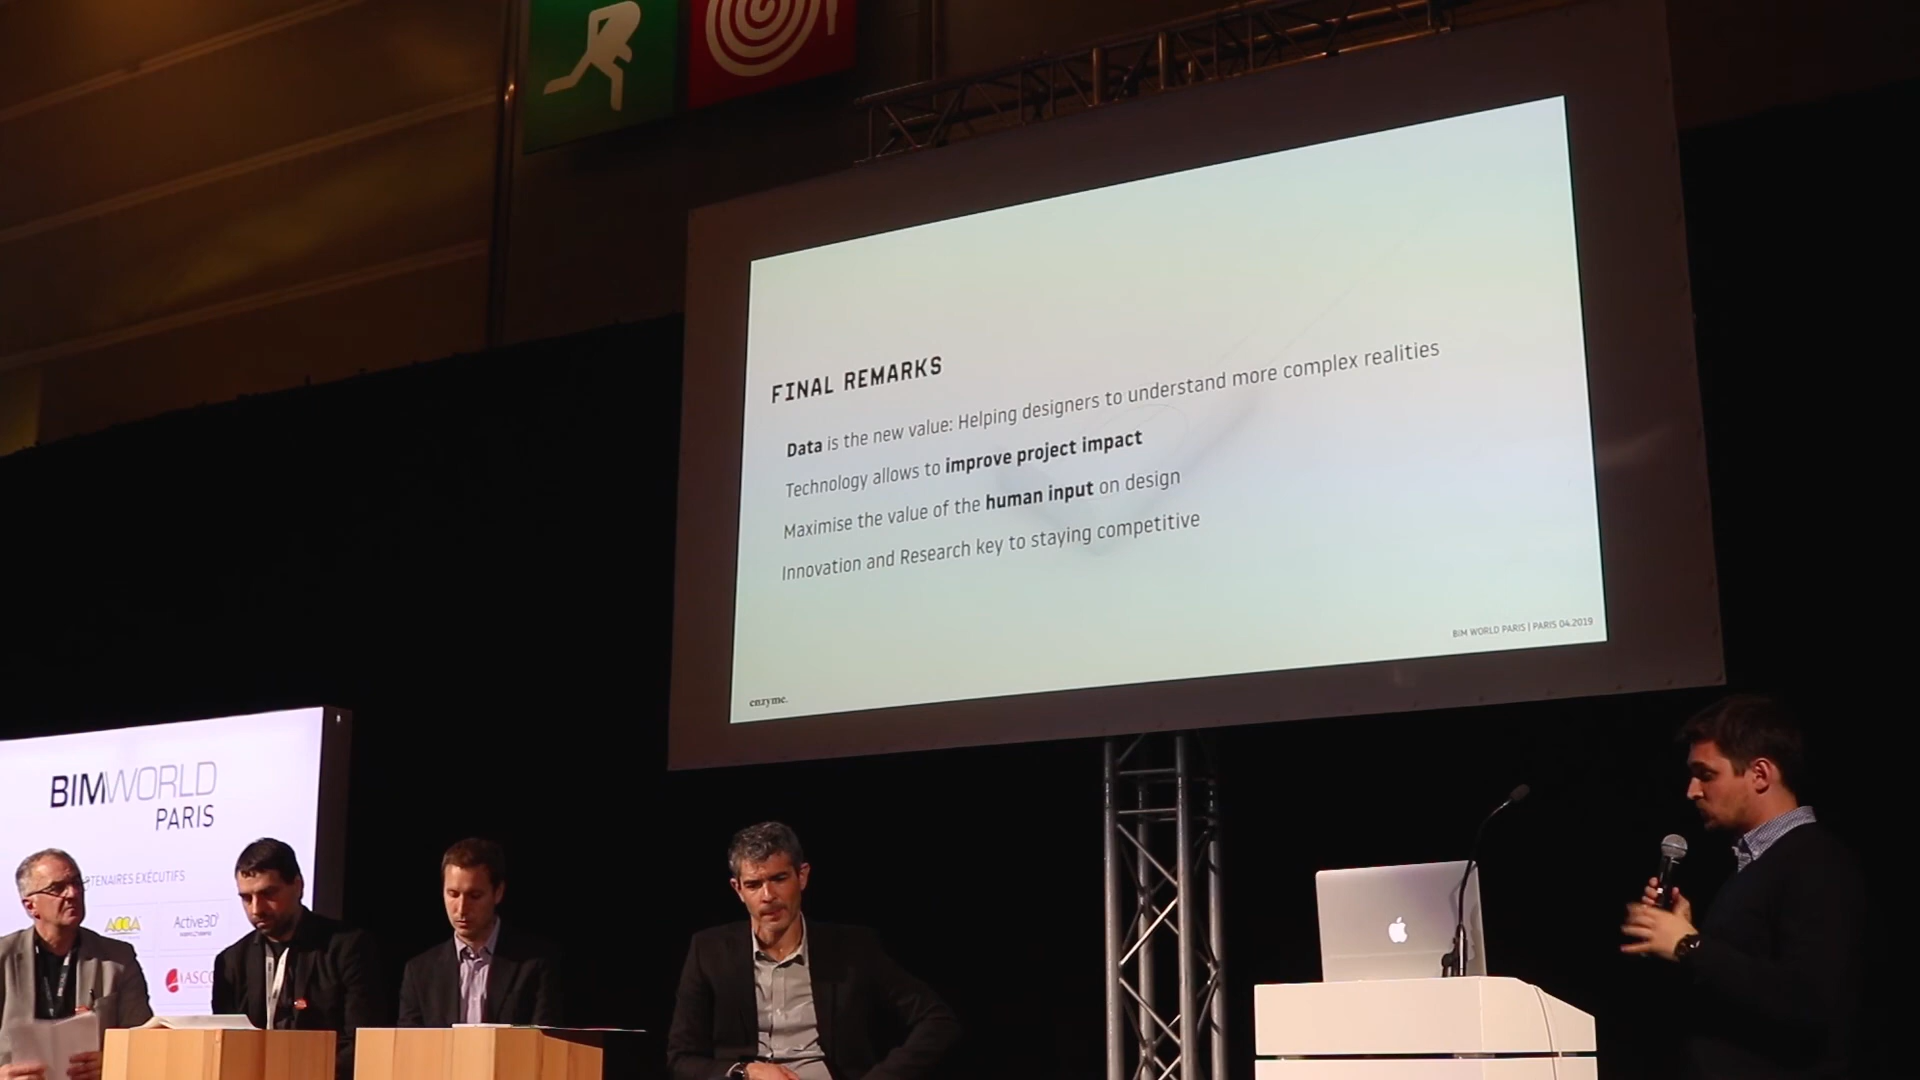 FINAL REMARKS
Data is the new value: Helping designers to understand more complex realities
Technology allows to improve project impact
Maximise the value of the human input on design
Innovation and Research key to staying competitive
BIM WORLD PARIS | PARIS 04.2019
enzyme.
BIMWORLD
PARIS
EXÉCUTIFS
ACCA
Active3D